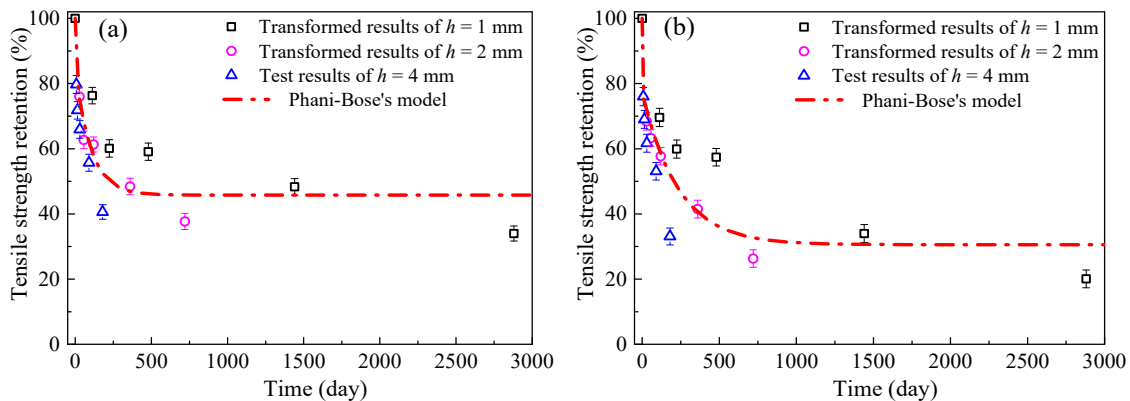 (a)
Transformed results of h = 1 mm
Transformed results of h = 2 mm
Test results of h = 4 mm
Phani-Bose's model
Tensile strength retention (%)
100
80
60
40
20
0
0 500 1000 1500 2000 2500 3000
Time (day)
(b)
Transformed results of h = 1 mm
Transformed results of h = 2 mm
Test results of h = 4 mm
Phani-Bose's model
Tensile strength retention (%)
100
80
60
40
20
0
0 500 1000 1500 2000 2500 3000
Time (day)